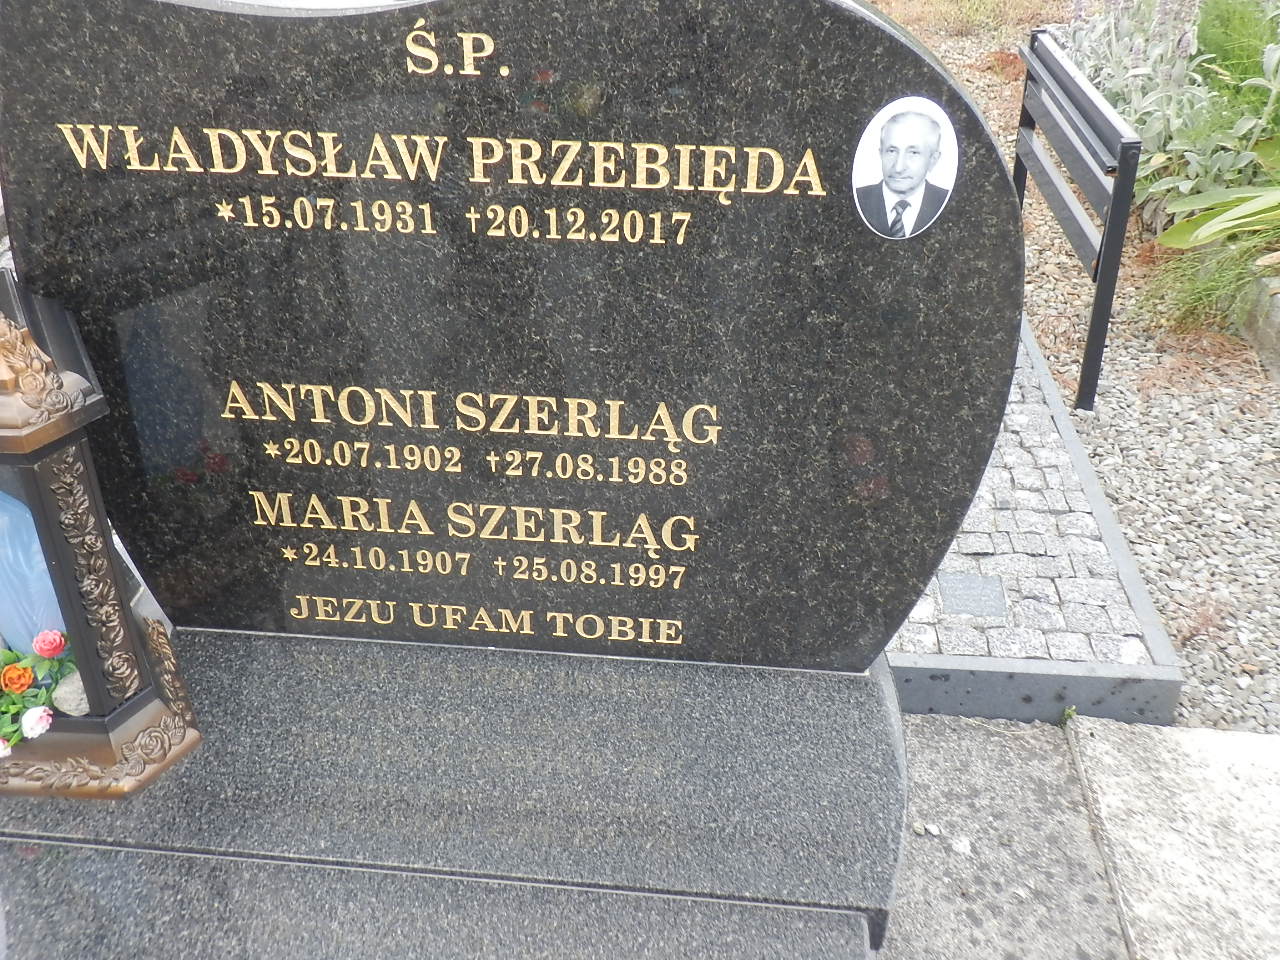 Ś.P.
WŁADYSŁAW PRZEBIĘDA
*15.07.1931 †20.12.2017
ANTONI SZERLĄG
*20.07.1902 †27.08.1988
MARIA SZERLĄG
*24.10.1907 †25.08.1997
JEZU UFAM TOBIE